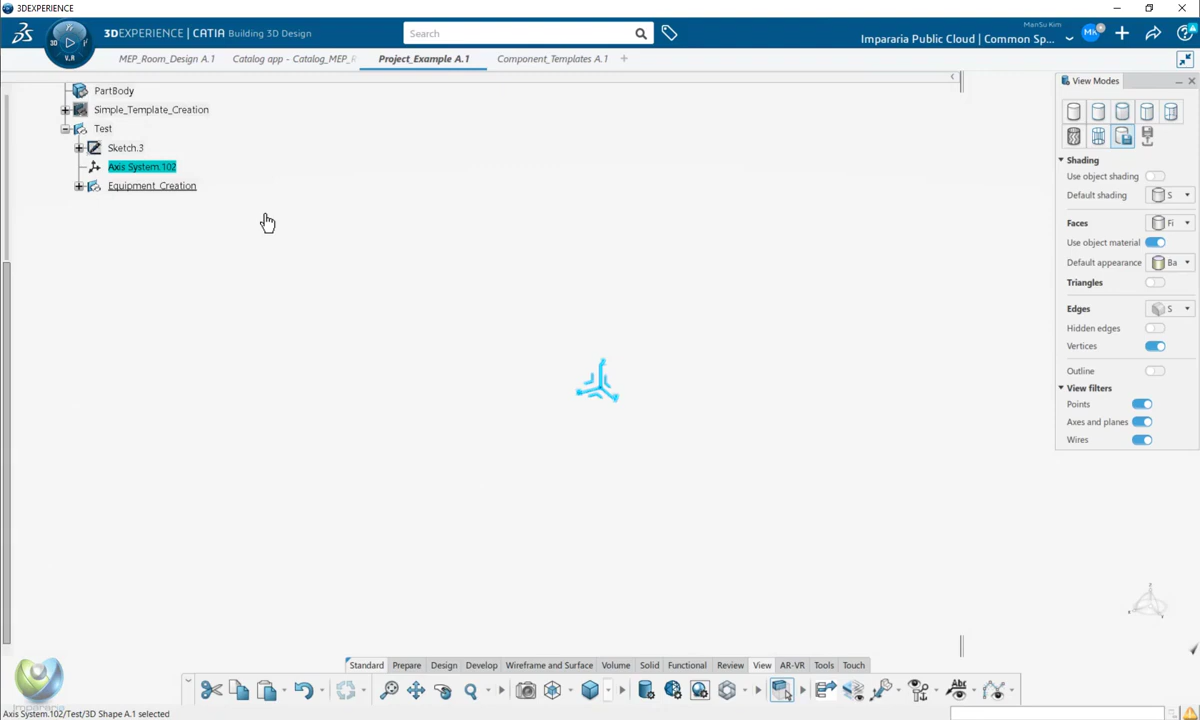 3DEXPERIENCE
3DEXPERIENCE | CATIA Building 3D Design
Search
ManSu Kim
Impararia Public Cloud | Common Sp...
MEP_Room_Design A.1
Catalog app - Catalog_MEP_R
Project_Example A.1
Component_Templates A.1
PartBody
Simple_Template_Creation
Test
Sketch.3
Axis System.102
Equipment_Creation
View Modes
Shading
Use object shading
Default shading
S
Faces
Fi
Use object material
Default appearance
Ba
Triangles
Edges
S
Hidden edges
Vertices
Outline
View filters
Points
Axes and planes
Wires
Standard
Prepare
Design
Develop
Wireframe and Surface
Volume
Solid
Functional
Review
View
AR-VR
Tools
Touch
Impararia
Axis System.102/Test/3D Shape A.1 selected